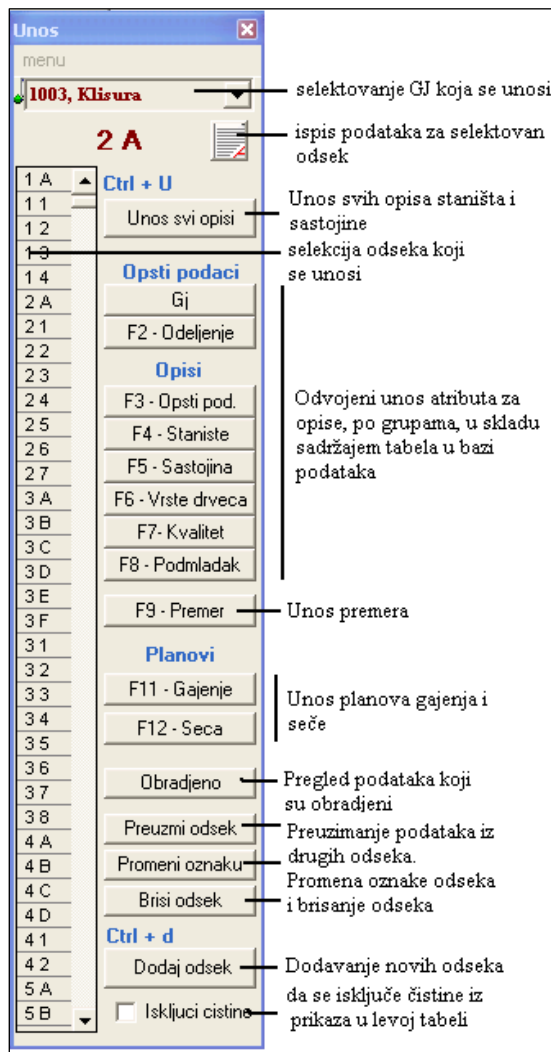 Unos
menu
1003, Klisura
2 A
1 A
1 1
1 2
1 3
1 4
2 A
2 1
2 2
2 3
2 4
2 5
2 6
2 7
3 A
3 B
3 C
3 D
3 E
3 F
3 1
3 2
3 3
3 4
3 5
3 6
3 7
3 8
4 A
4 B
4 C
4 D
4 1
4 2
5 A
5 B
Ctrl + U
Unos svi opisi
Opsti podaci
Gj
F2 - Odeljenje
Opisi
F3 - Opsti pod.
F4 - Staniste
F5 - Sastojina
F6 - Vrste drveca
F7- Kvalitet
F8 - Podmladak
F9 - Premer
Planovi
F11 - Gajenje
F12 - Seca
Obradjeno
Preuzmi odsek
Promeni oznaku
Brisi odsek
Ctrl + d
Dodaj odsek
Iskljuci cistine
selektovanje GJ koja se unosi
ispis podataka za selektovan
odsek
Unos svih opisa staništa i
sastojine
selekcija odseka koji
se unosi
Odvojeni unos atributa za
opise, po grupama, u skladu
sadržajem tabela u bazi
podataka
Unos premera
Unos planova gajenja i
seče
Pregled podataka koji
su obrađeni
Preuzimanje podataka iz
drugih odseka.
Promena oznake odseka
i brisanje odseka
Dodavanje novih odseka
da se isključe čistine iz
prikaza u levoj tabeli